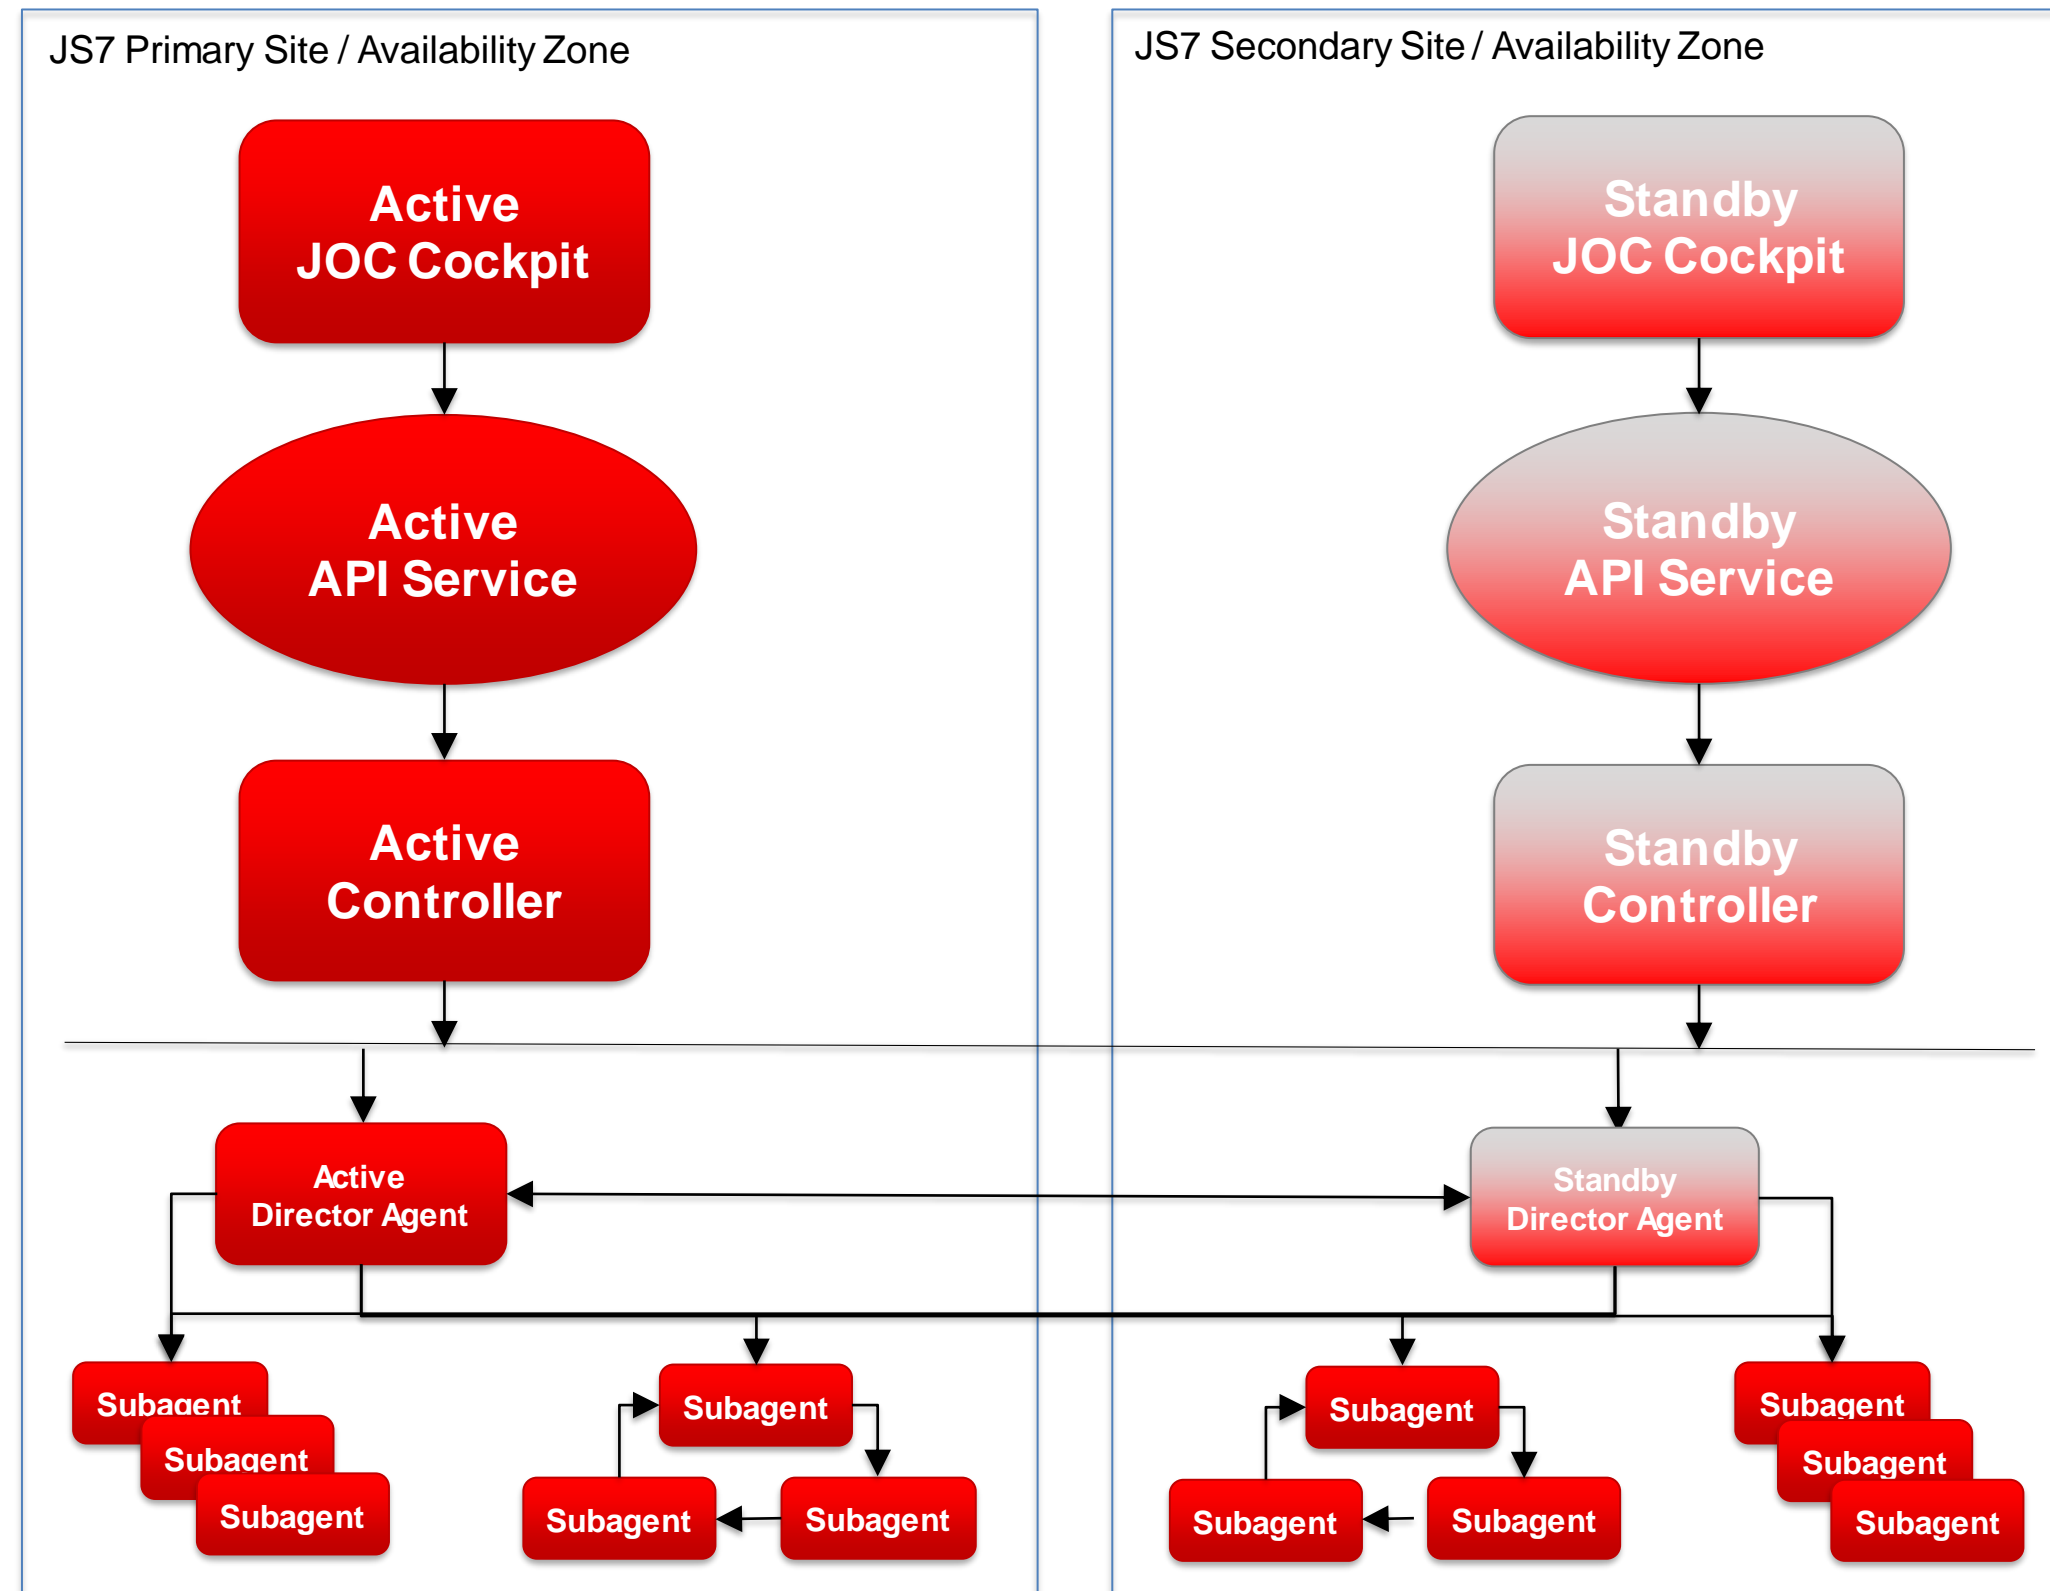 JS7 Primary Site / Availability Zone
JS7 Secondary Site / Availability Zone
Active
JOC Cockpit
Standby
JOC Cockpit
Active
API Service
Standby
API Service
Active
Controller
Standby
Controller
Active
Director Agent
Standby
Director Agent
Subagent
Subagent
Subagent
Subagent
Subagent
Subagent
Subagent
Subagent
Subagent
Subagent
Subagent
Subagent